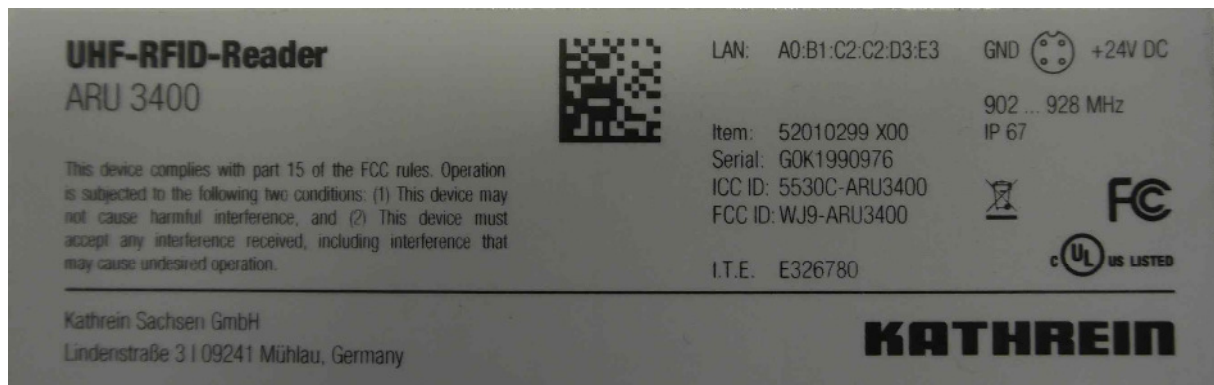 UHF-RFID-Reader
ARU 3400
This device complies with part 15 of the FCC rules. Operation
is subjected to the following two conditions: (1) This device may
not cause harmful interference, and (2) This device must
accept any interference received, including interference that
may cause undesired operation.
LAN: A0:B1:C2:C2:D3:E3
Item: 52010299 X00
Serial: G0K1990976
ICC ID: 5530C-ARU3400
FCC ID: WJ9-ARU3400
I.T.E. E326780
GND +24V DC
902 ... 928 MHz
IP 67
FC
c UL US LISTED
Kathrein Sachsen GmbH
Lindenstraße 3 I 09241 Mühlau, Germany
KATHREIN